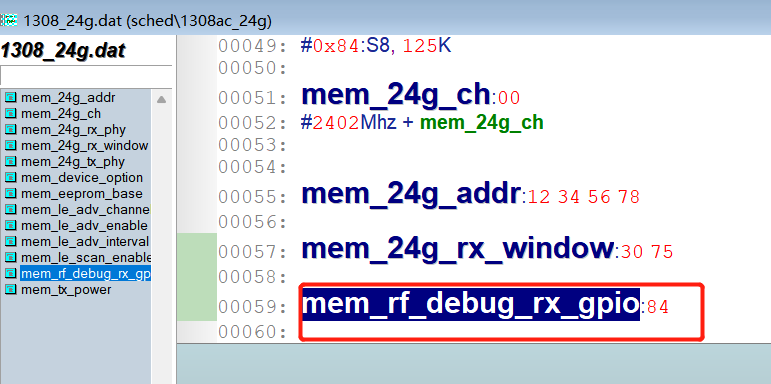 1308_24g.dat (sched\1308ac_24g)
1308_24g.dat
mem_24g_addr
mem_24g_ch
mem_24g_rx_phy
mem_24g_rx_window
mem_24g_tx_phy
mem_device_option
mem_eeprom_base
mem_le_adv_channe
mem_le_adv_enable
mem_le_adv_interval
mem_le_scan_enable
mem_rf_debug_rx_gp
mem_tx_power
00049: #0x84:S8, 125K
00050:
00051: mem_24g_ch:00
00052: #2402Mhz + mem_24g_ch
00053:
00054:
00055: mem_24g_addr:12 34 56 78
00056:
00057: mem_24g_rx_window:30 75
00058:
00059: mem_rf_debug_rx_gpio:84
00060: